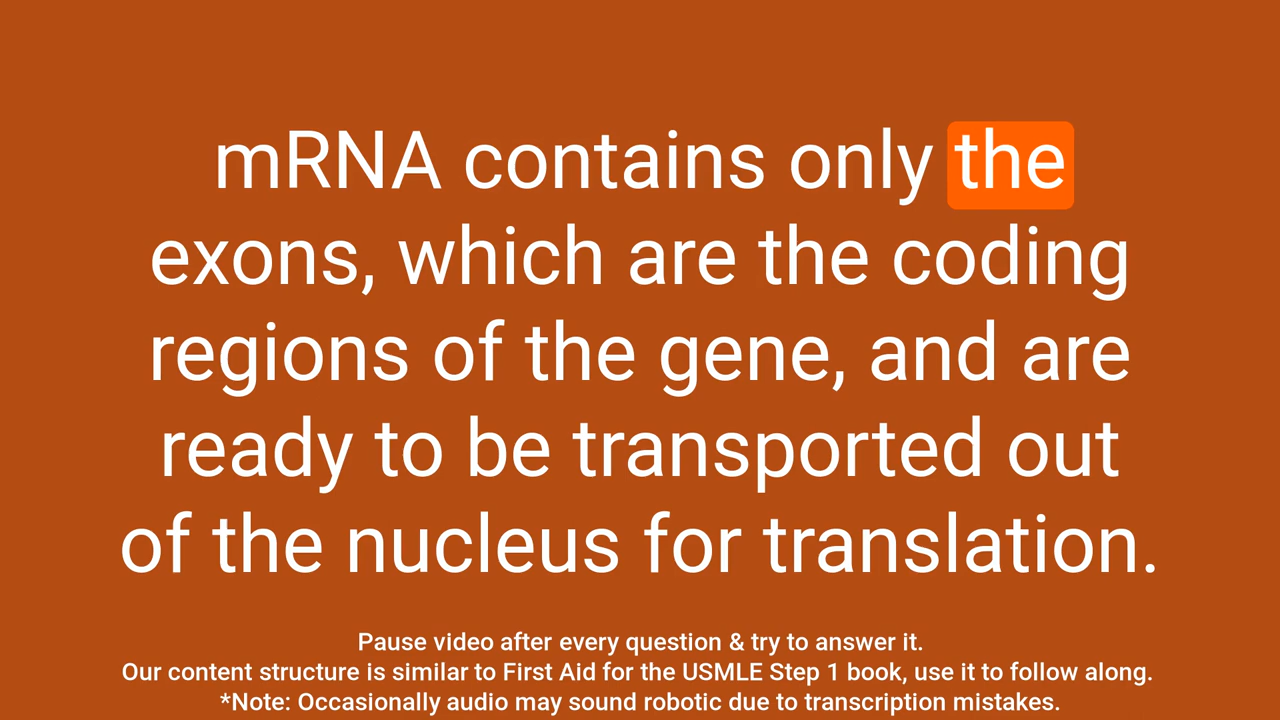 mRNA contains only the
exons, which are the coding
regions of the gene, and are
ready to be transported out
of the nucleus for translation.
Pause video after every question & try to answer it.
Our content structure is similar to First Aid for the USMLE Step 1 book, use it to follow along.
*Note: Occasionally audio may sound robotic due to transcription mistakes.